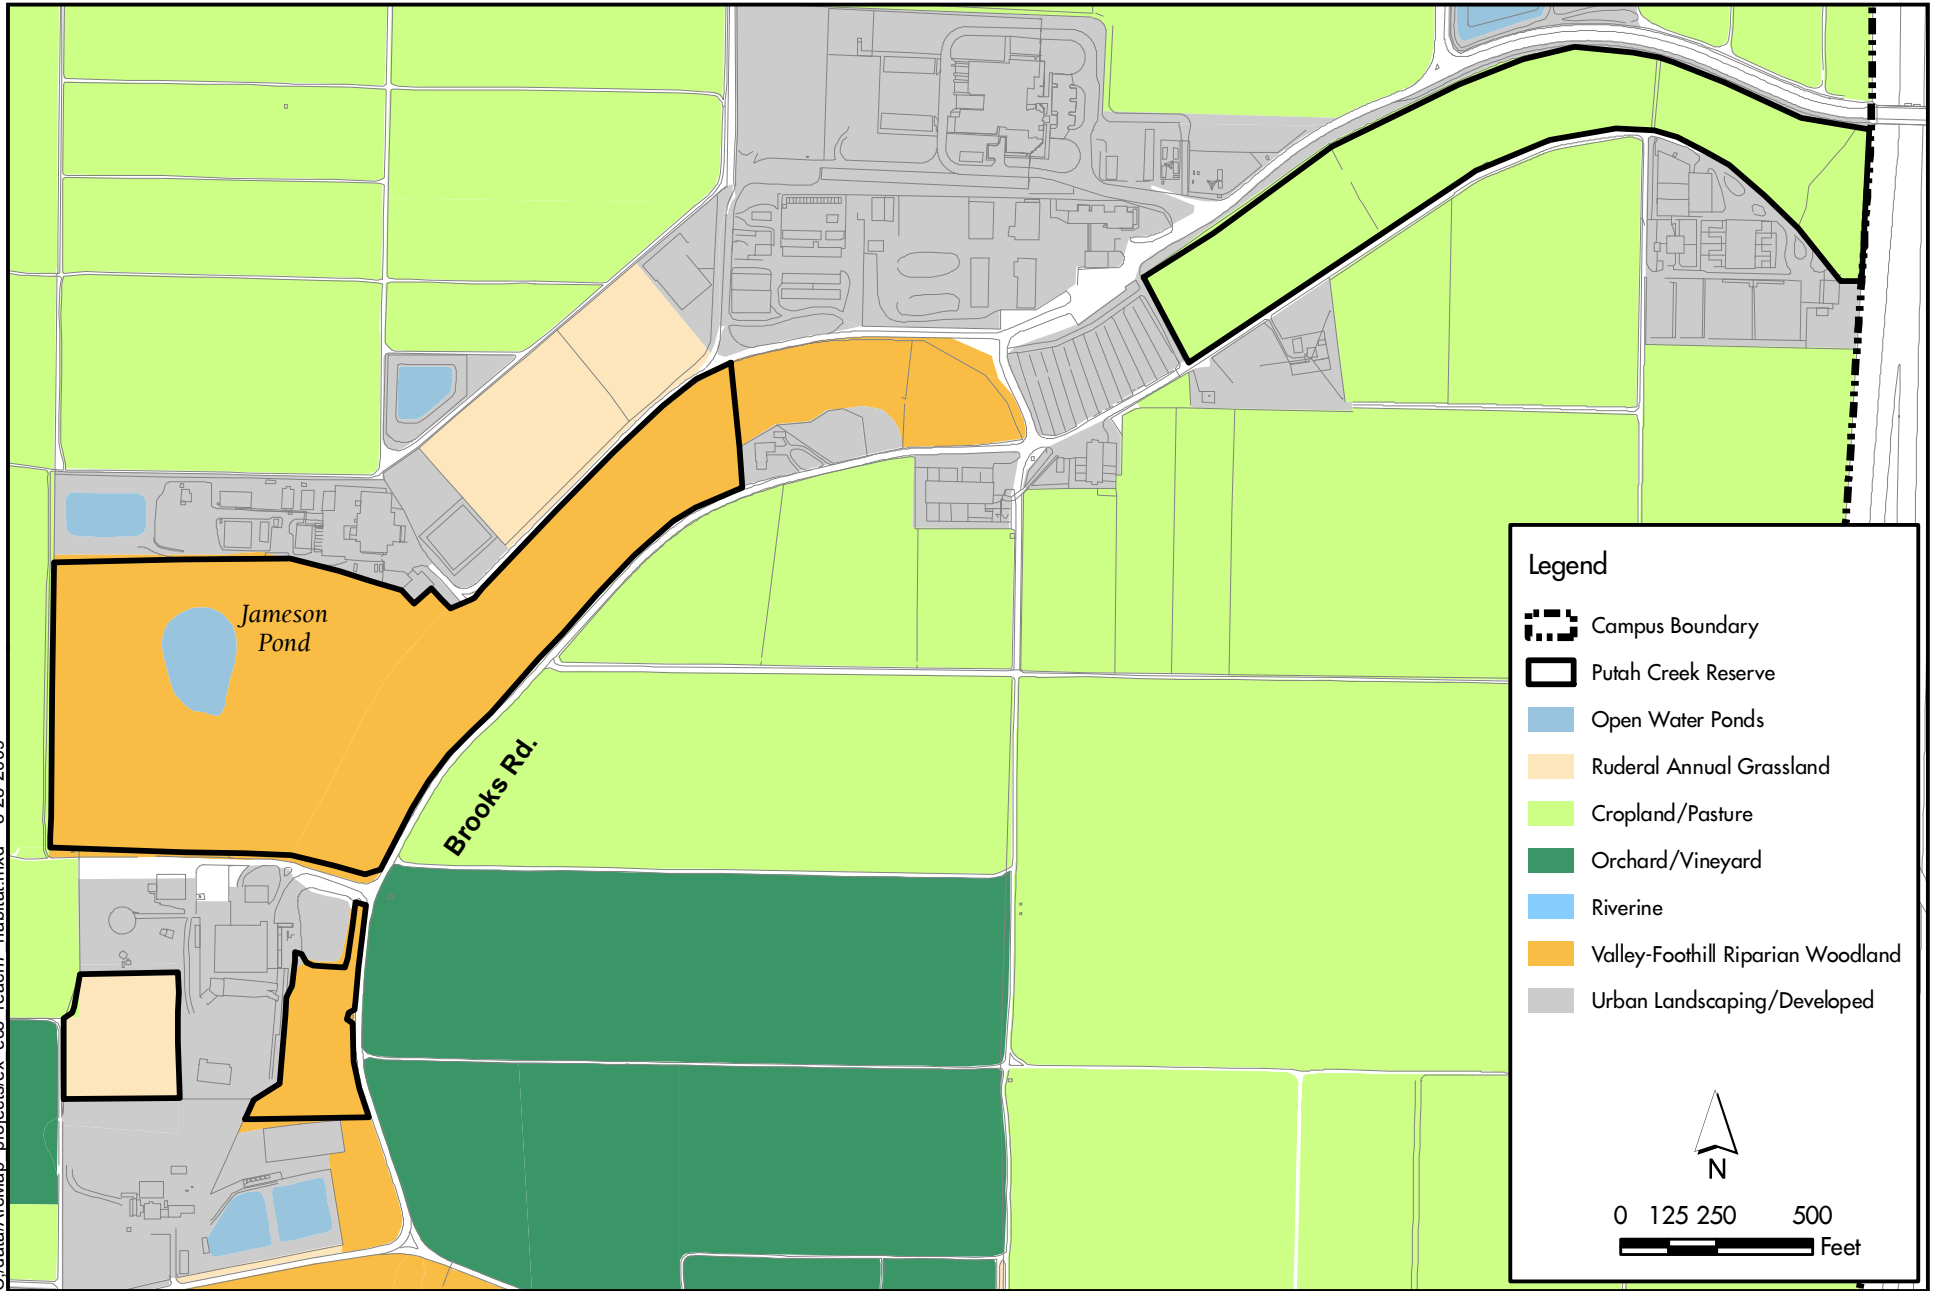 Jameson
Pond
Brooks Rd.
Legend
Campus Boundary
Putah Creek Reserve
Open Water Ponds
Ruderal Annual Grassland
Cropland/Pasture
Orchard/Vineyard
Riverine
Valley-Foothill Riparian Woodland
Urban Landscaping/Developed
N
0 125 250 500
Feet